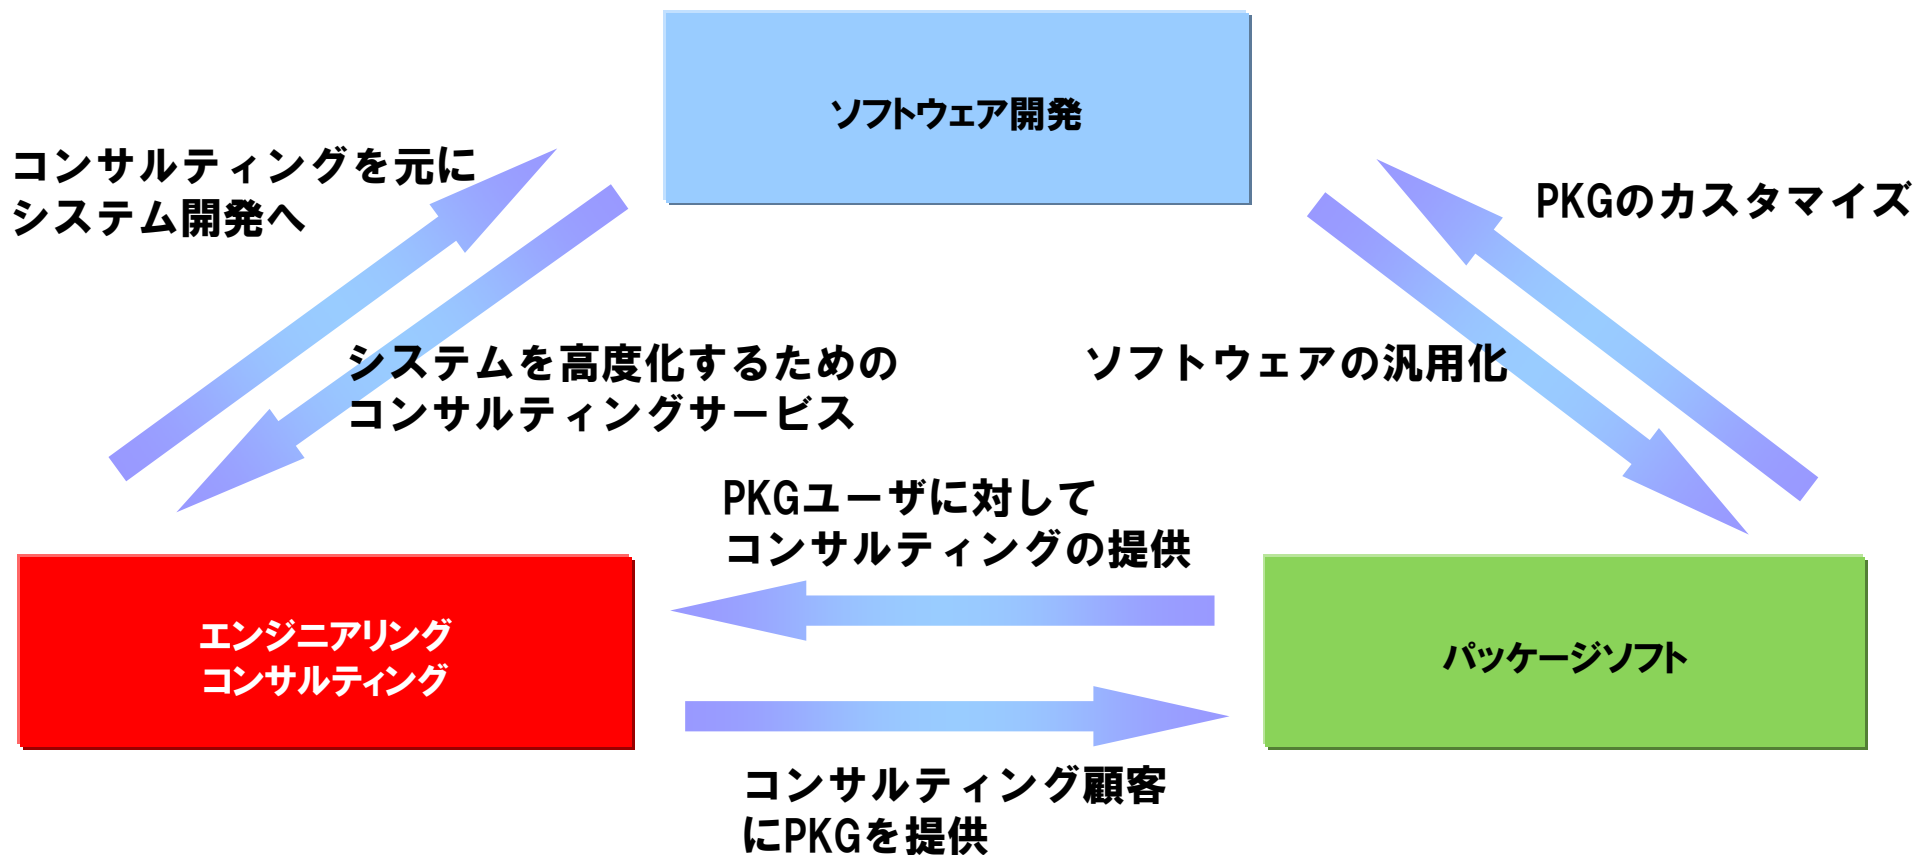 ソフトウェア開発
コンサルティングを元に
システム開発へ
PKGのカスタマイズ
システムを高度化するための
コンサルティングサービス
ソフトウェアの汎用化
PKGユーザに対して
コンサルティングの提供
エンジニアリング
コンサルティング
パッケージソフト
コンサルティング顧客
にPKGを提供